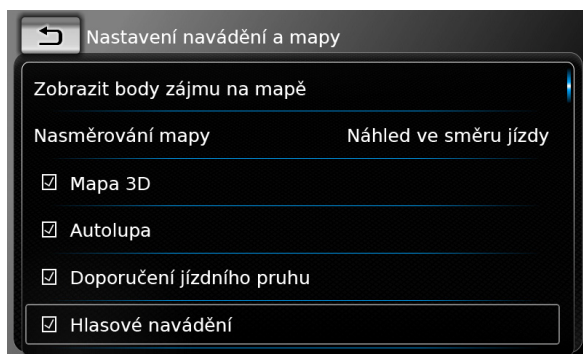 Nastavení navádění a mapy
Zobrazit body zájmu na mapě
Nasměrování mapy Náhled ve směru jízdy
Mapa 3D
Autolupa
Doporučení jízdního pruhu
Hlasové navádění